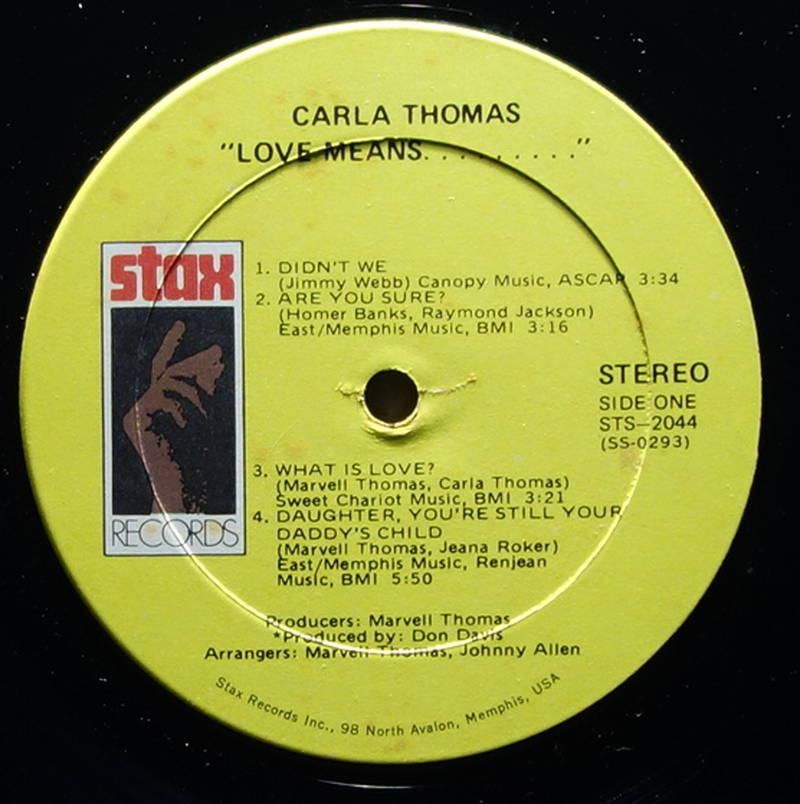 CARLA THOMAS
"LOVE MEANS. . . . . . . . ."
stax
RECORDS
1. DIDN'T WE
(Jimmy Webb) Canopy Music, ASCAP 3:34
2. ARE YOU SURE?
(Homer Banks, Raymond Jackson)
East/Memphis Music, BMI 3:16
STEREO
SIDE ONE
STS-2044
(SS-0293)
3. WHAT IS LOVE?
(Marvell Thomas, Carla Thomas)
Sweet Chariot Music, BMI 3:21
4. DAUGHTER, YOU'RE STILL YOUR
DADDY'S CHILD
(Marvell Thomas, Jeana Roker)
East/Memphis Music, Renjean
Music, BMI 5:50
Producers: Marvell Thomas
*Produced by: Don Davis
Arrangers: Marvell Thomas, Johnny Allen
Stax Records Inc., 98 North Avalon, Memphis, USA